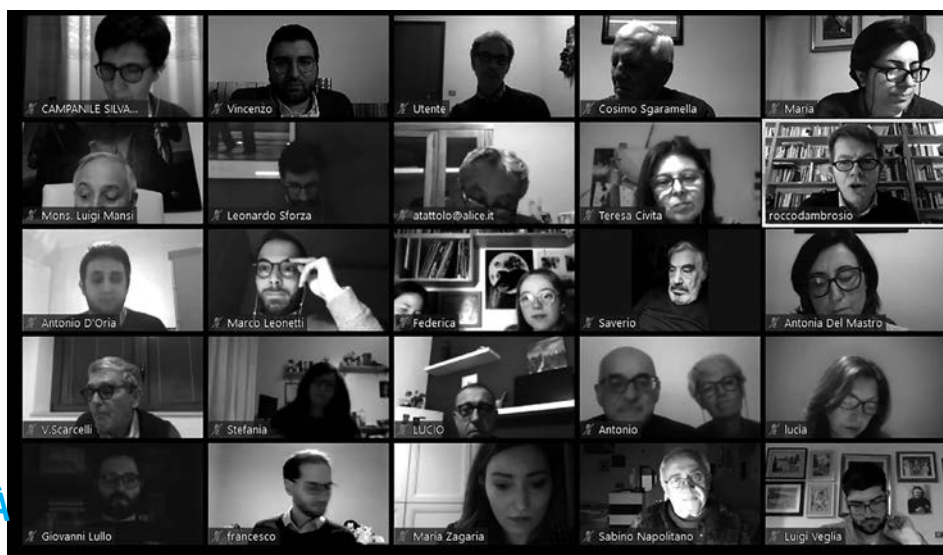 CAMPANILE SILVA...
Vincenzo
Utente
Cosimo Sgaramella
Maria
Mons. Luigi Mansi
Leonardo Sforza
atattolo@alice.it
Teresa Civita
roccodambrosio
Antonio D'Oria
Marco Leonetti
Federica
Saverio
Antonia Del Mastro
V.Scarcelli
Stefania
LUCIO
Antonio
lucia
Giovanni Lullo
francesco
Maria Zagaria
Sabino Napolitano
Luigi Veglia